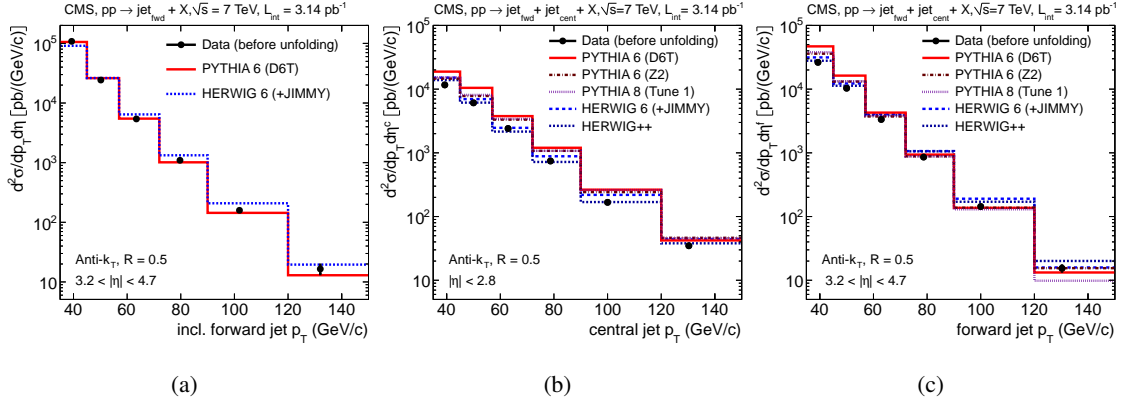 CMS, pp → jet_fwd + X,√s = 7 TeV, L_int = 3.14 pb⁻¹
d²σ/dp_T dη [pb/(GeV/c)]
10⁵
10⁴
10³
10²
10
Data (before unfolding)
PYTHIA 6 (D6T)
HERWIG 6 (+JIMMY)
Anti-k_T, R = 0.5
3.2 < |η| < 4.7
40 60 80 100 120 140
incl. forward jet p_T (GeV/c)
(a)
CMS, pp → jet_fwd + jet_cent + X,√s=7 TeV, L_int = 3.14 pb⁻¹
d²σ/dp_T dηᶜ [pb/(GeV/c)]
10⁵
10⁴
10³
10²
10
Data (before unfolding)
PYTHIA 6 (D6T)
PYTHIA 6 (Z2)
PYTHIA 8 (Tune 1)
HERWIG 6 (+JIMMY)
HERWIG++
Anti-k_T, R = 0.5
|η| < 2.8
40 60 80 100 120 140
central jet p_T (GeV/c)
(b)
CMS, pp → jet_fwd + jet_cent + X,√s=7 TeV, L_int = 3.14 pb⁻¹
d²σ/dp_T dηᶠ [pb/(GeV/c)]
10⁵
10⁴
10³
10²
10
Data (before unfolding)
PYTHIA 6 (D6T)
PYTHIA 6 (Z2)
PYTHIA 8 (Tune 1)
HERWIG 6 (+JIMMY)
HERWIG++
Anti-k_T, R = 0.5
3.2 < |η| < 4.7
40 60 80 100 120 140
forward jet p_T (GeV/c)
(c)